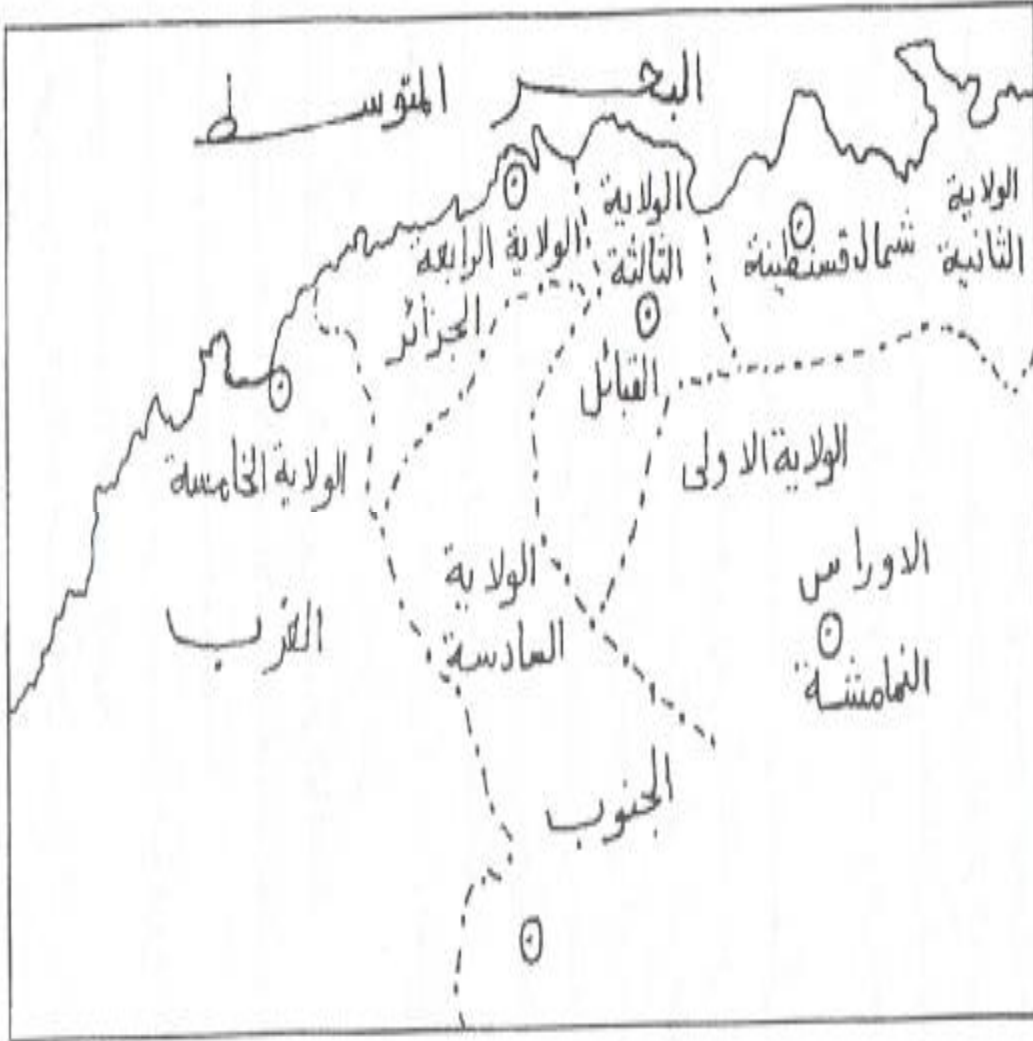 البحر المتوسط
الولاية
الثانية
شمال قسنطينة
الولاية
الثالثة
القبائل
الولاية الرابعة
الجزائر
الولاية الاولى
الاوراس
النمامشة
الولاية الخامسة
الغرب
الولاية
السادسة
الجنوب